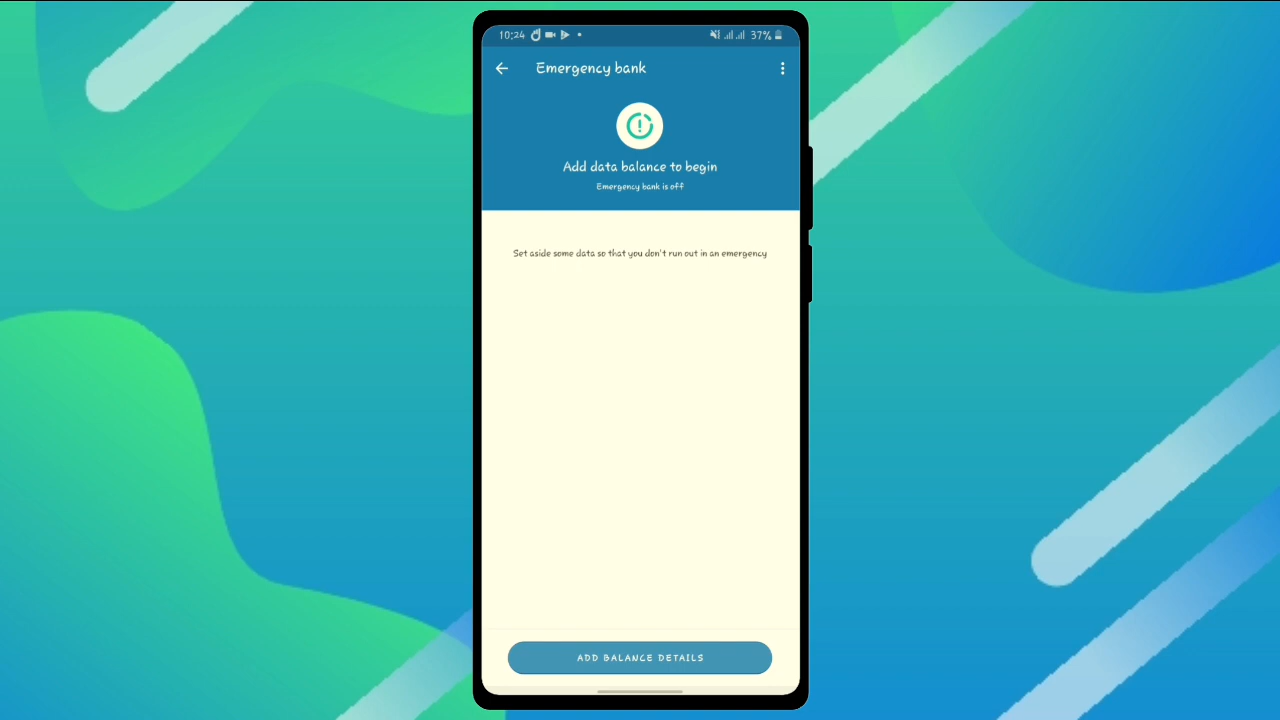 10:24
37%
Emergency bank
Add data balance to begin
Emergency bank is off
Set aside some data so that you don't run out in an emergency
ADD BALANCE DETAILS